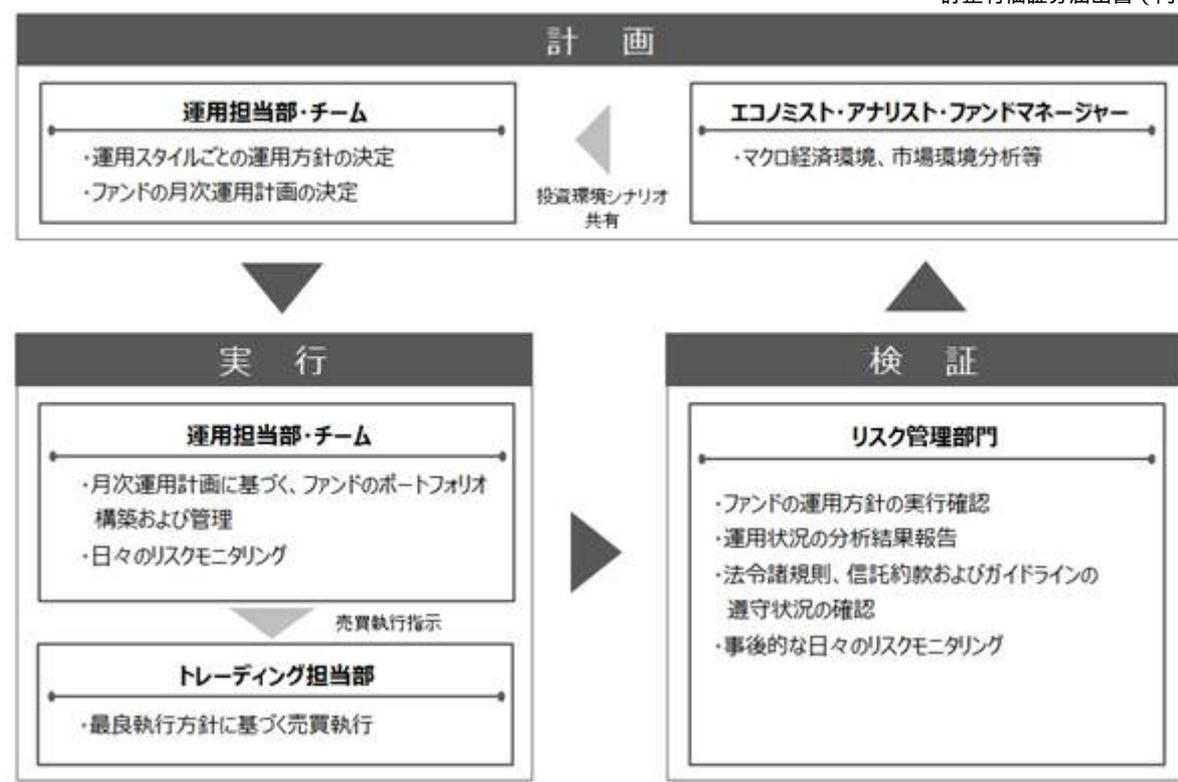 計 画
運用担当部・チーム
・運用スタイルごとの運用方針の決定
・ファンドの月次運用計画の決定
投資環境シナリオ
共有
エコノミスト・アナリスト・ファンドマネージャー
・マクロ経済環境、市場環境分析等
実 行
運用担当部・チーム
・月次運用計画に基づく、ファンドのポートフォリオ
構築および管理
・日々のリスクモニタリング
売買執行指示
トレーディング担当部
・最良執行方針に基づく売買執行
検 証
リスク管理部門
・ファンドの運用方針の実行確認
・運用状況の分析結果報告
・法令諸規則、信託約款およびガイドラインの
遵守状況の確認
・事後的な日々のリスクモニタリング